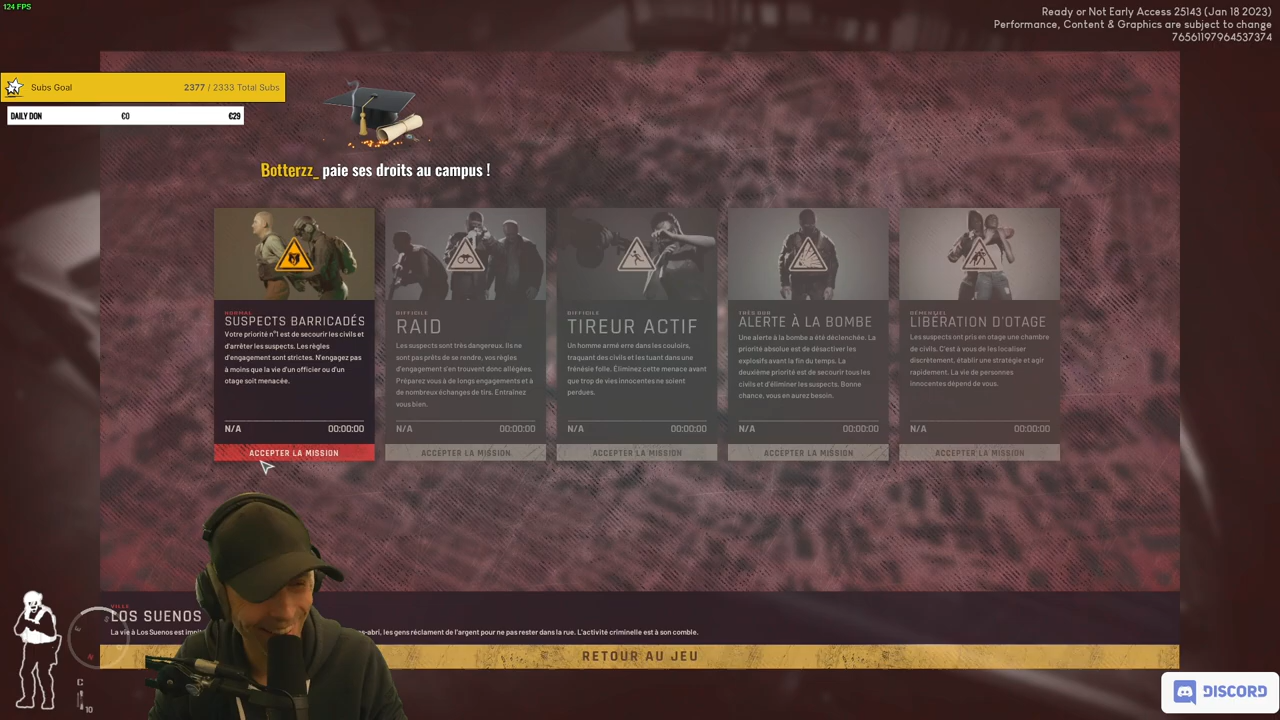 124 FPS
Ready or Not Early Access 25143 (Jan 18 2023)
Performance, Content & Graphics are subject to change
76561197964537374
Subs Goal 2377 / 2333 Total Subs
DAILY DON €0 €29
Botterzz_ paie ses droits au campus !
NORMAL
SUSPECTS BARRICADÉS
Votre priorité n°1 est de secourir les civils et
d'arrêter les suspects. Les règles
d'engagement sont strictes. N'engagez pas
à moins que la vie d'un officier ou d'un
otage soit menacée.
N/A 00:00:00
ACCEPTER LA MISSION
DIFFICILE
RAID
Les suspects sont très dangereux. Ils ne
sont pas prêts de se rendre, vos règles
d'engagement s'en trouvent donc allégées.
Préparez vous à de longs engagements et à
de nombreux échanges de tirs. Entraînez
vous bien.
N/A 00:00:00
ACCEPTER LA MISSION
DIFFICILE
TIREUR ACTIF
Un homme armé erre dans les couloirs,
traquant des civils et les tuant dans une
frénésie folle. Éliminez cette menace avant
que trop de vies innocentes ne soient
perdues.
N/A 00:00:00
ACCEPTER LA MISSION
TRÈS DUR
ALERTE À LA BOMBE
Une alerte à la bombe a été déclenchée. La
priorité absolue est de désactiver les
explosifs avant la fin du temps. La
deuxième priorité est de secourir tous les
civils et d'éliminer les suspects. Bonne
chance, vous en aurez besoin.
N/A 00:00:00
ACCEPTER LA MISSION
LIBÉRATION D'OTAGE
Les suspects ont pris en otage une chambre
de civils. C'est à vous de les localiser
discrètement, établir une strategie et agir
rapidement. La vie de personnes
innocentes dépend de vous.
N/A 00:00:00
ACCEPTER LA MISSION
VILLE
LOS SUENOS
La vie à Los Suenos est abri, les gens réclament de l'argent pour ne pas rester dans la rue. L'activité criminelle est à son comble.
RETOUR AU JEU
N
C
10
DISCORD